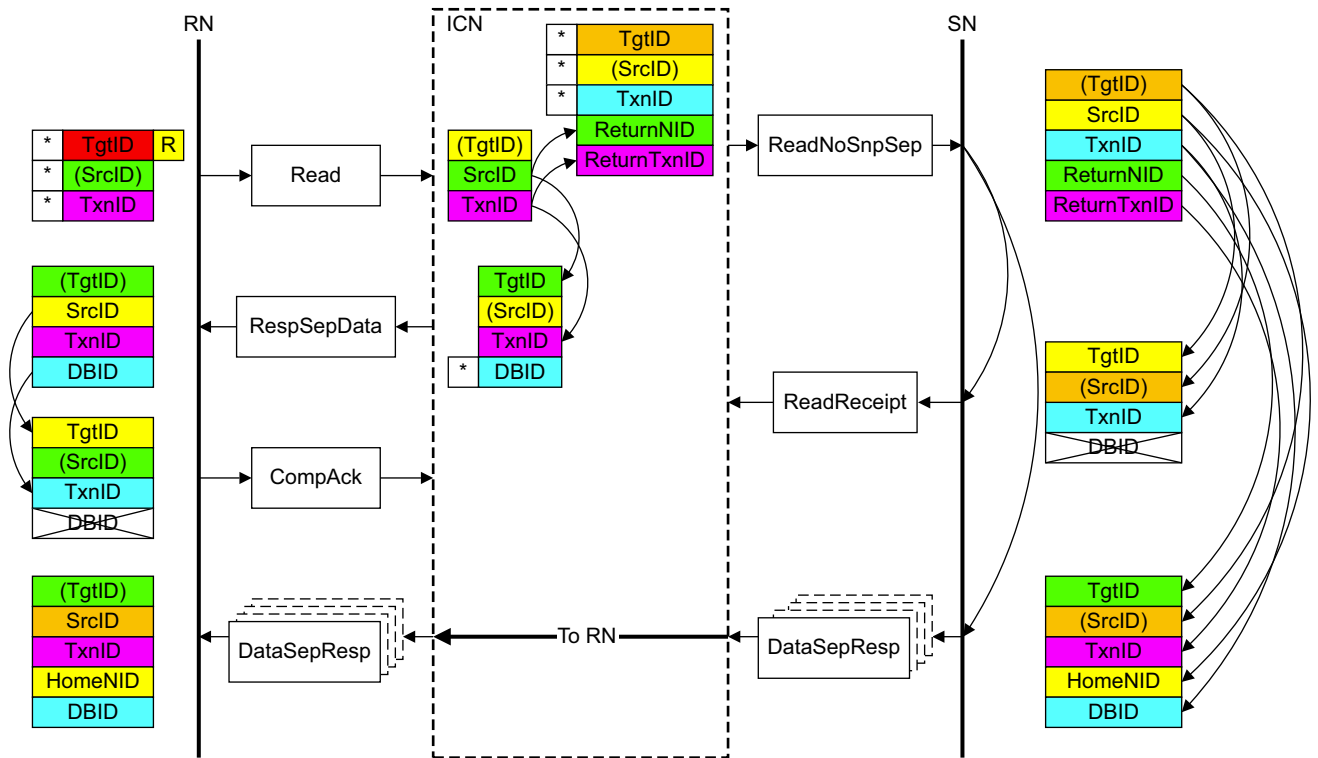 RN
ICN
SN
* TgtID
* (SrcID)
* TxnID
ReturnNID
ReturnTxnID
(TgtID)
SrcID
TxnID
ReturnNID
ReturnTxnID
* TgtID R
* (SrcID)
* TxnID
Read
(TgtID)
SrcID
TxnID
ReadNoSnpSep
(TgtID)
SrcID
TxnID
DBID
RespSepData
TgtID
(SrcID)
TxnID
* DBID
ReadReceipt
TgtID
(SrcID)
TxnID
DBID
TgtID
(SrcID)
TxnID
DBID
CompAck
(TgtID)
SrcID
TxnID
HomeNID
DBID
DataSepResp
To RN
DataSepResp
TgtID
(SrcID)
TxnID
HomeNID
DBID